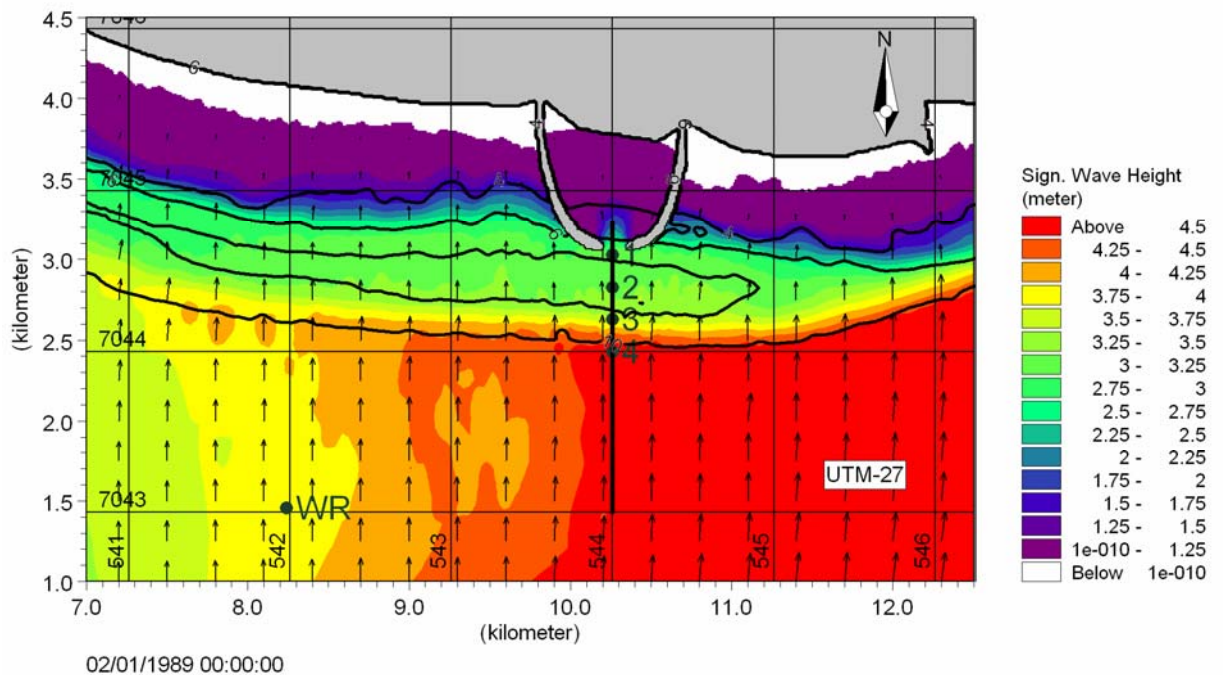 4.5
4.0
3.5
3.0
2.5
2.0
1.5
1.0
(kilometer)
7.0
8.0
9.0
10.0
11.0
12.0
(kilometer)
02/01/1989 00:00:00
7045
7044
7043
541
542
543
544
545
546
N
6
4
4
6
2
3
4
10
WR
UTM-27
Sign. Wave Height
(meter)
Above 4.5
4.25 - 4.5
4 - 4.25
3.75 - 4
3.5 - 3.75
3.25 - 3.5
3 - 3.25
2.75 - 3
2.5 - 2.75
2.25 - 2.5
2 - 2.25
1.75 - 2
1.5 - 1.75
1.25 - 1.5
1e-010 - 1.25
Below 1e-010